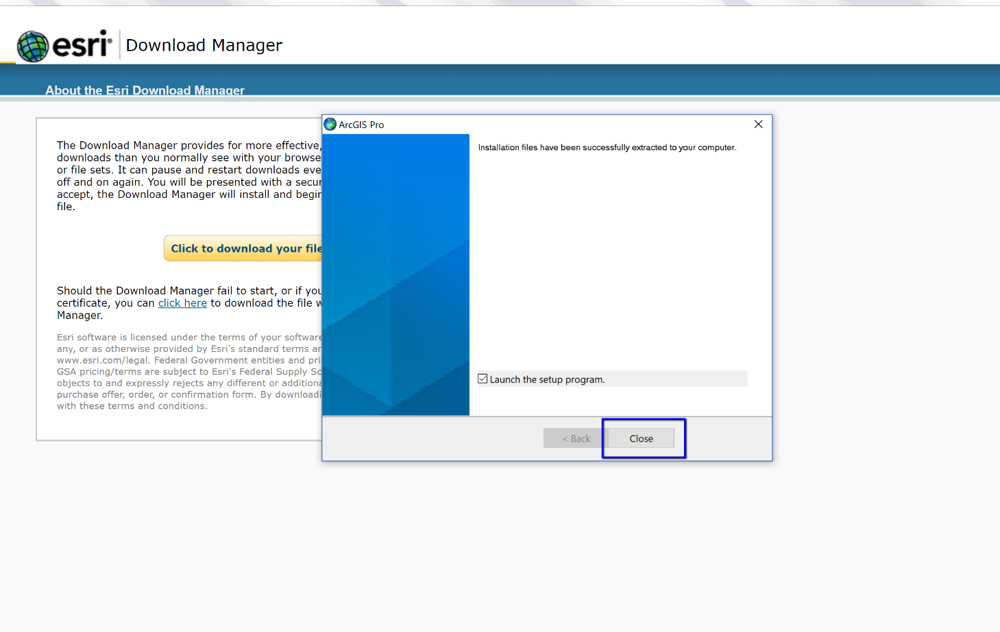 esri
Download Manager
About the Esri Download Manager
The Download Manager provides for more effective,
downloads than you normally see with your browse
or file sets. It can pause and restart downloads eve
off and on again. You will be presented with a secur
accept, the Download Manager will install and begin
file.
Click to download your file
Should the Download Manager fail to start, or if you
certificate, you can click here to download the file w
Manager.
Esri software is licensed under the terms of your software
any, or as otherwise provided by Esri's standard terms an
www.esri.com/legal. Federal Government entities and pri
GSA pricing/terms are subject to Esri's Federal Supply Sc
objects to and expressly rejects any different or additiona
purchase offer, order, or confirmation form. By downloadi
with these terms and conditions.
ArcGIS Pro
Installation files have been successfully extracted to your computer.
Launch the setup program.
< Back
Close